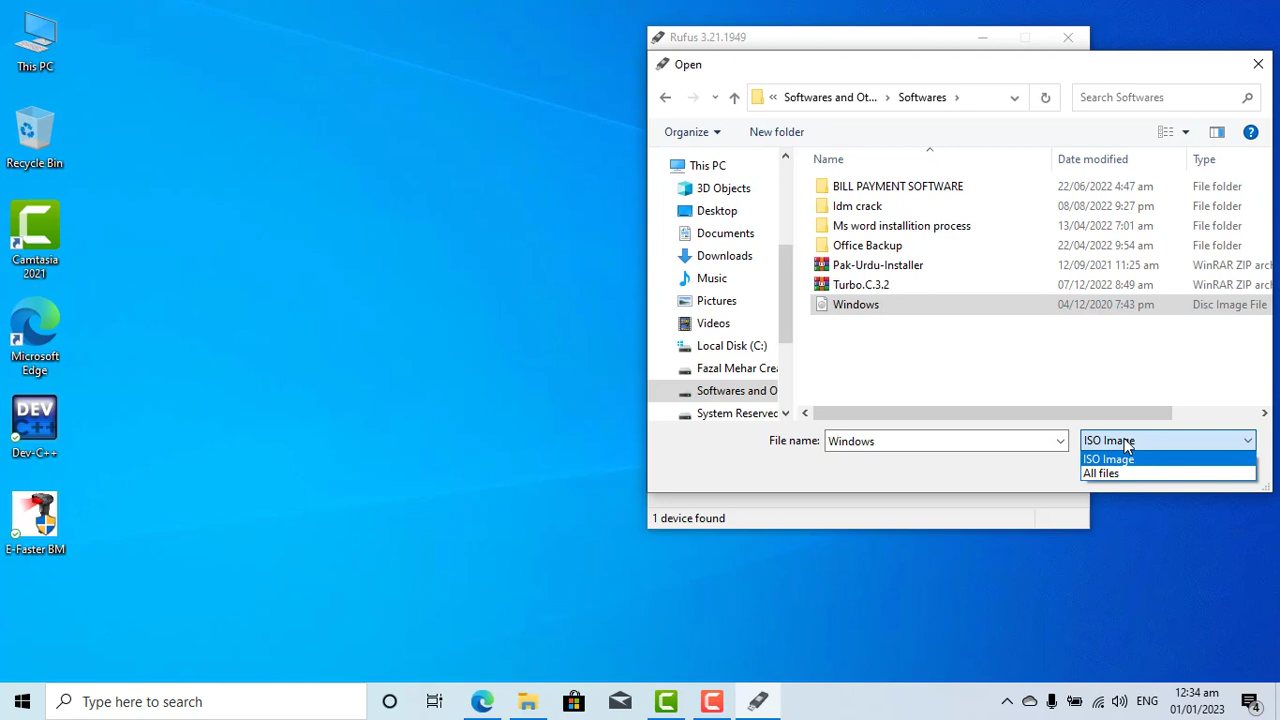 This PC
Recycle Bin
Camtasia
2021
Microsoft
Edge
DEV
C++
Dev-C++
E-Faster BM
Rufus 3.21.1949
Open
« Softwares and Ot... › Softwares ›
Search Softwares
Organize
New folder
Name
Date modified
Type
This PC
3D Objects
Desktop
Documents
Downloads
Music
Pictures
Videos
Local Disk (C:)
Fazal Mehar Crea
Softwares and O
System Reserved
BILL PAYMENT SOFTWARE 22/06/2022 4:47 am File folder
Idm crack 08/08/2022 9:27 pm File folder
Ms word installition process 13/04/2022 7:01 am File folder
Office Backup 22/04/2022 9:54 am File folder
Pak-Urdu-Installer 12/09/2021 11:25 am WinRAR ZIP arch
Turbo.C.3.2 07/12/2022 8:49 am WinRAR ZIP arch
Windows 04/12/2020 7:43 pm Disc Image File
File name: Windows
ISO Image
ISO Image
All files
1 device found
Type here to search
ENG
12:34 am
01/01/2023
4